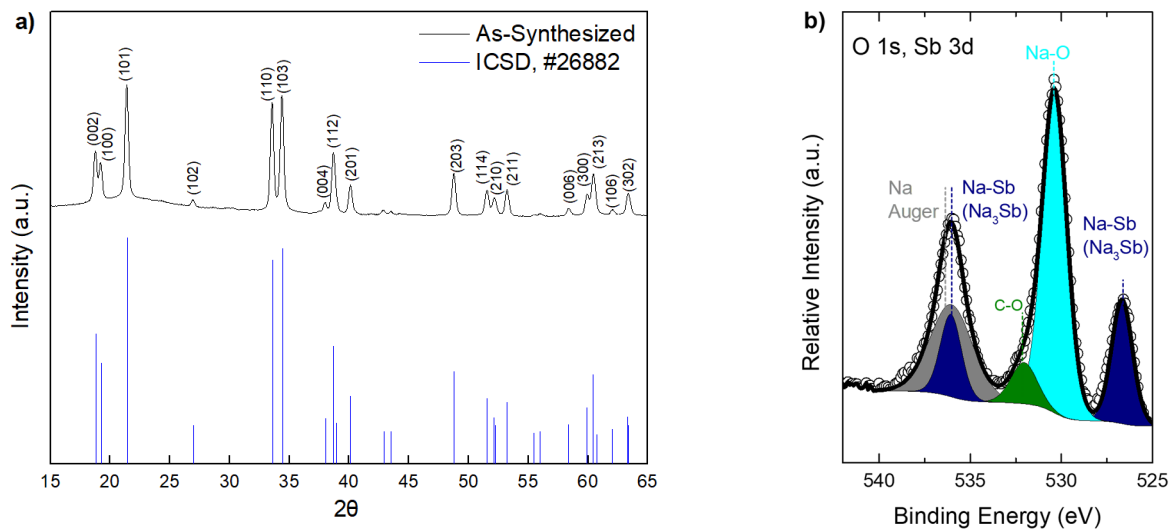 a)
As-Synthesized
ICSD, #26882
(002)
(100)
(101)
(102)
(110)
(103)
(004)
(112)
(201)
(203)
(114)
(210)
(211)
(006)
(300)
(213)
(106)
(302)
Intensity (a.u.)
15 20 25 30 35 40 45 50 55 60 65
2θ
b)
O 1s, Sb 3d
Na-O
Na
Auger
Na-Sb
(Na₃Sb)
C-O
Na-Sb
(Na₃Sb)
Relative Intensity (a.u.)
540 535 530 525
Binding Energy (eV)